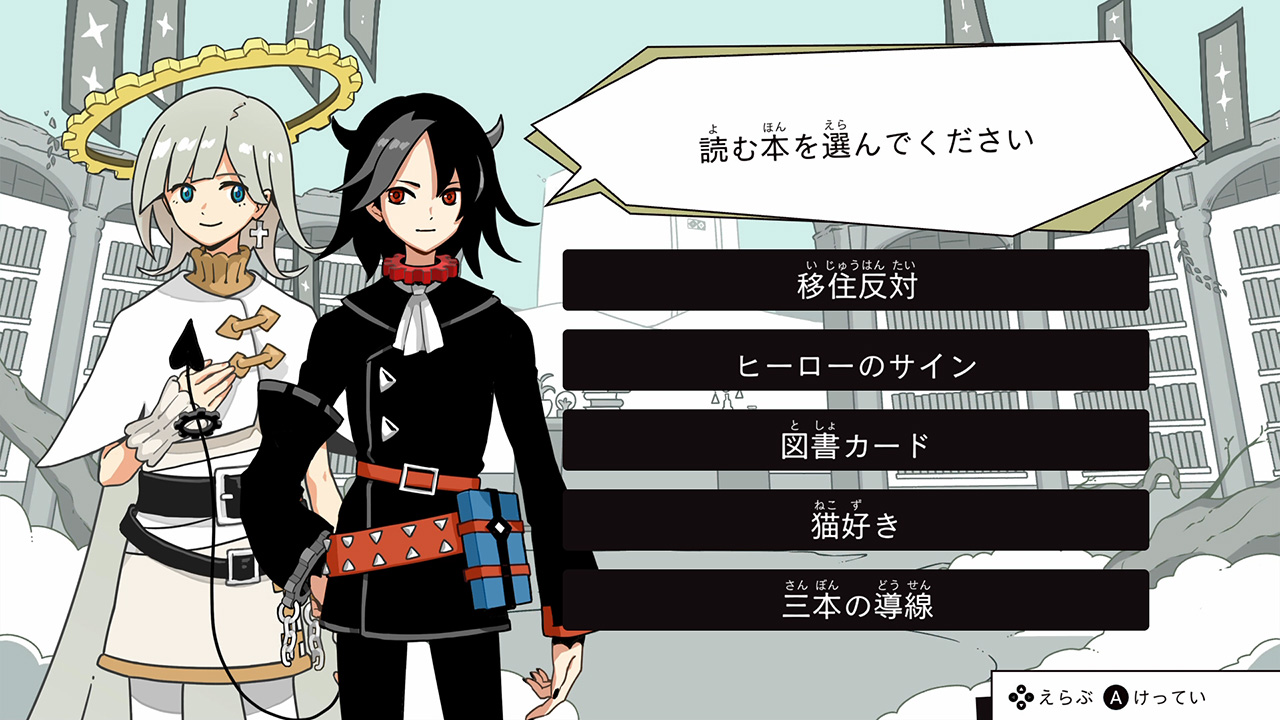 読む本を選んでください
移住反対
ヒーローのサイン
図書カード
猫好き
三本の導線
えらぶ Aけってい